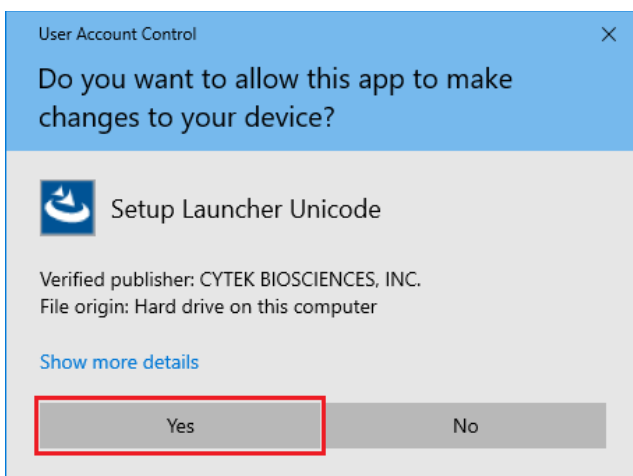 User Account Control
Do you want to allow this app to make
changes to your device?
Setup Launcher Unicode
Verified publisher: CYTEK BIOSCIENCES, INC.
File origin: Hard drive on this computer
Show more details
Yes
No